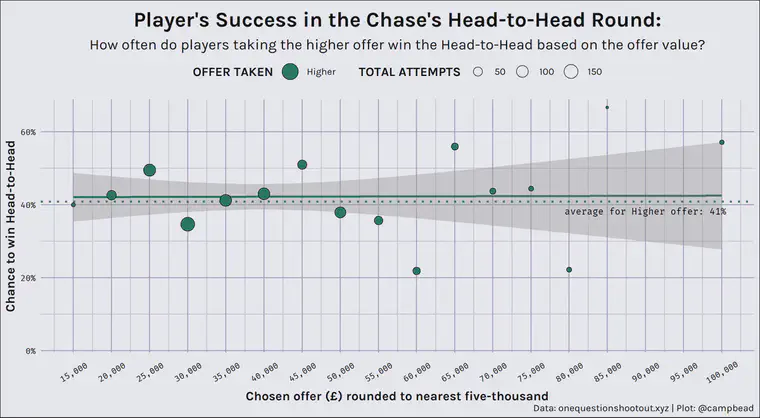 Player's Success in the Chase's Head-to-Head Round:
How often do players taking the higher offer win the Head-to-Head based on the offer value?
OFFER TAKEN Higher TOTAL ATTEMPTS 50 100 150
Chance to win Head-to-Head
60%
40%
20%
0%
average for Higher offer: 41%
15,000 20,000 25,000 30,000 35,000 40,000 45,000 50,000 55,000 60,000 65,000 70,000 75,000 80,000 85,000 90,000 95,000 100,000
Chosen offer (£) rounded to nearest five-thousand
Data: onequestionshootout.xyz | Plot: @campbead